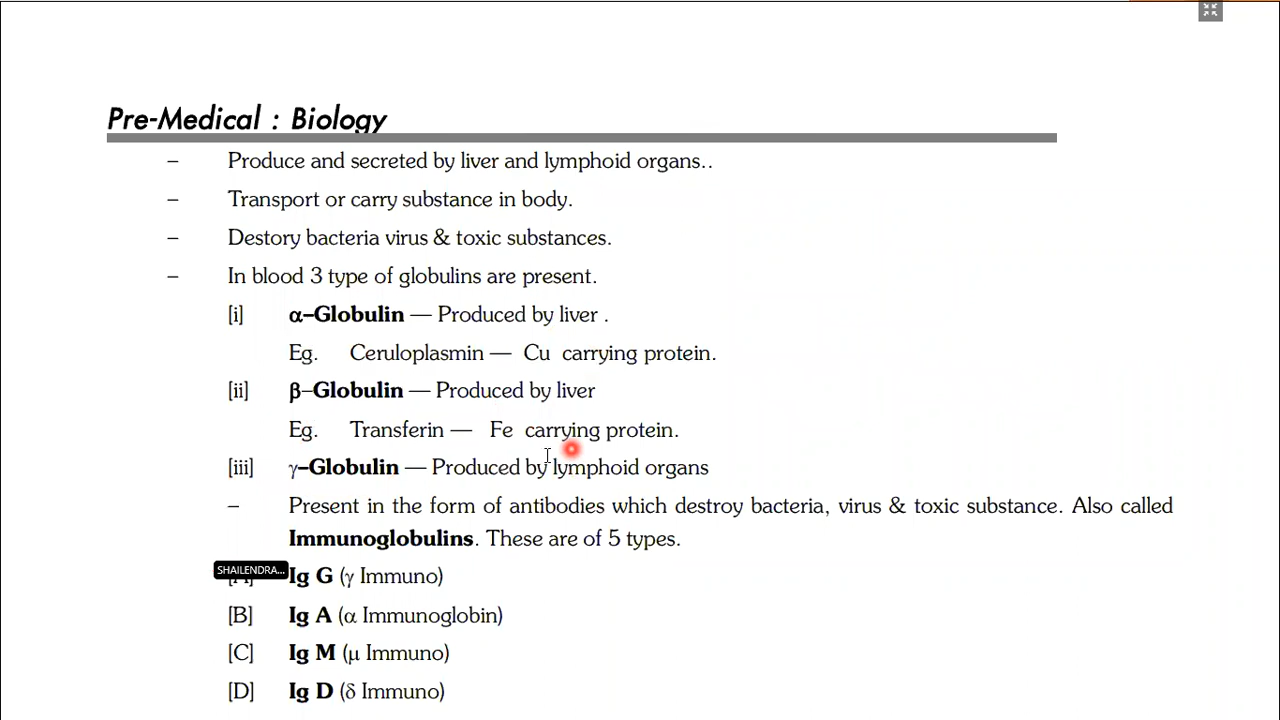 Pre-Medical : Biology
– Produce and secreted by liver and lymphoid organs..
– Transport or carry substance in body.
– Destory bacteria virus & toxic substances.
– In blood 3 type of globulins are present.
[i] α–Globulin — Produced by liver .
Eg. Ceruloplasmin — Cu carrying protein.
[ii] β–Globulin — Produced by liver
Eg. Transferin — Fe carrying protein.
[iii] γ–Globulin — Produced by lymphoid organs
– Present in the form of antibodies which destroy bacteria, virus & toxic substance. Also called
Immunoglobulins. These are of 5 types.
SHAILENDRA...
Ig G (γ Immuno)
[B] Ig A (α Immunoglobin)
[C] Ig M (µ Immuno)
[D] Ig D (δ Immuno)